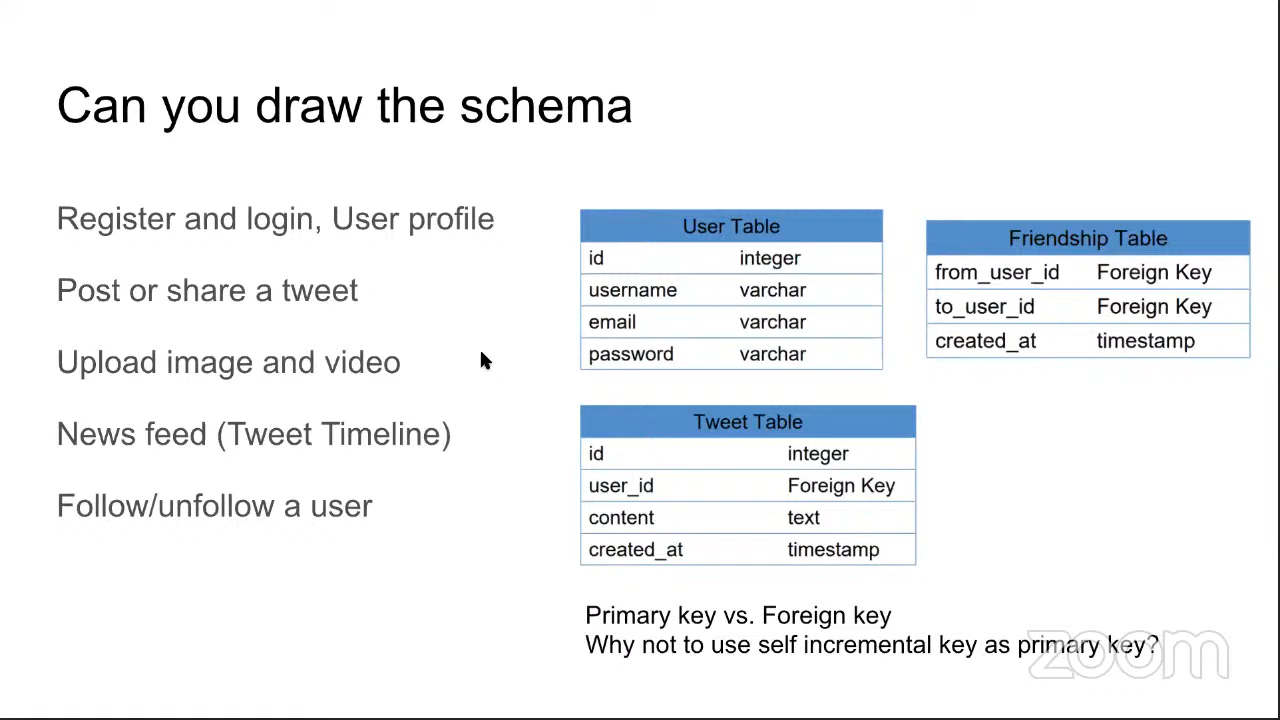 Can you draw the schema
Register and login, User profile
Post or share a tweet
Upload image and video
News feed (Tweet Timeline)
Follow/unfollow a user
User Table
id integer
username varchar
email varchar
password varchar
Friendship Table
from_user_id Foreign Key
to_user_id Foreign Key
created_at timestamp
Tweet Table
id integer
user_id Foreign Key
content text
created_at timestamp
Primary key vs. Foreign key
Why not to use self incremental key as primary key?
zoom